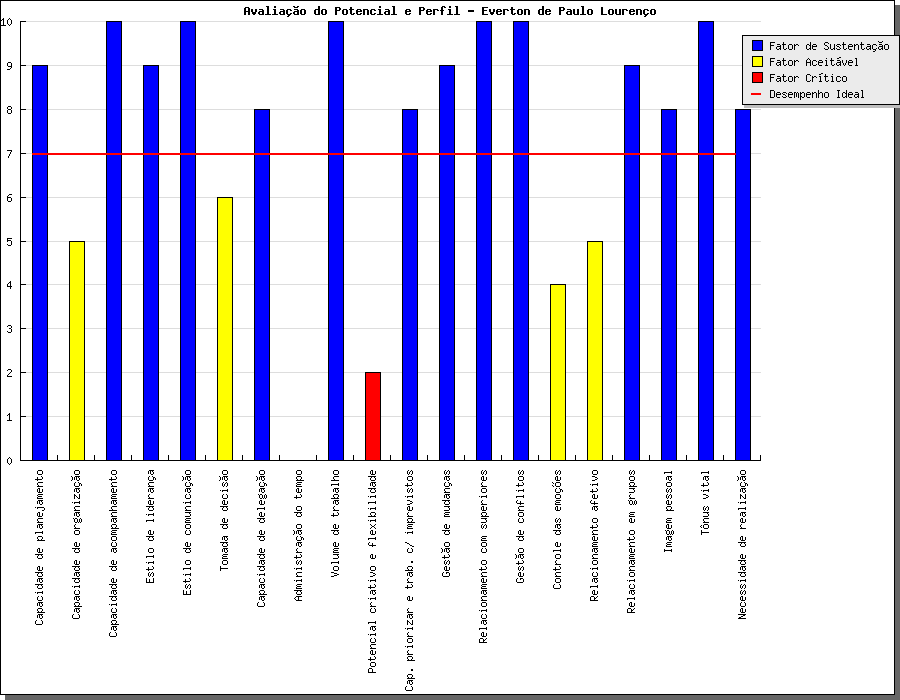 Avaliação do Potencial e Perfil - Everton de Paulo Lourenço
10
9
8
7
6
5
4
3
2
1
0
Fator de Sustentação
Fator Aceitável
Fator Crítico
Desempenho Ideal
Capacidade de planejamento
Capacidade de organização
Capacidade de acompanhamento
Estilo de liderança
Estilo de comunicação
Tomada de decisão
Capacidade de delegação
Administração do tempo
Volume de trabalho
Potencial criativo e flexibilidade
Cap. priorizar e trab. c/ imprevistos
Gestão de mudanças
Relacionamento com superiores
Gestão de conflitos
Controle das emoções
Relacionamento afetivo
Relacionamento em grupos
Imagem pessoal
Tônus vital
Necessidade de realização